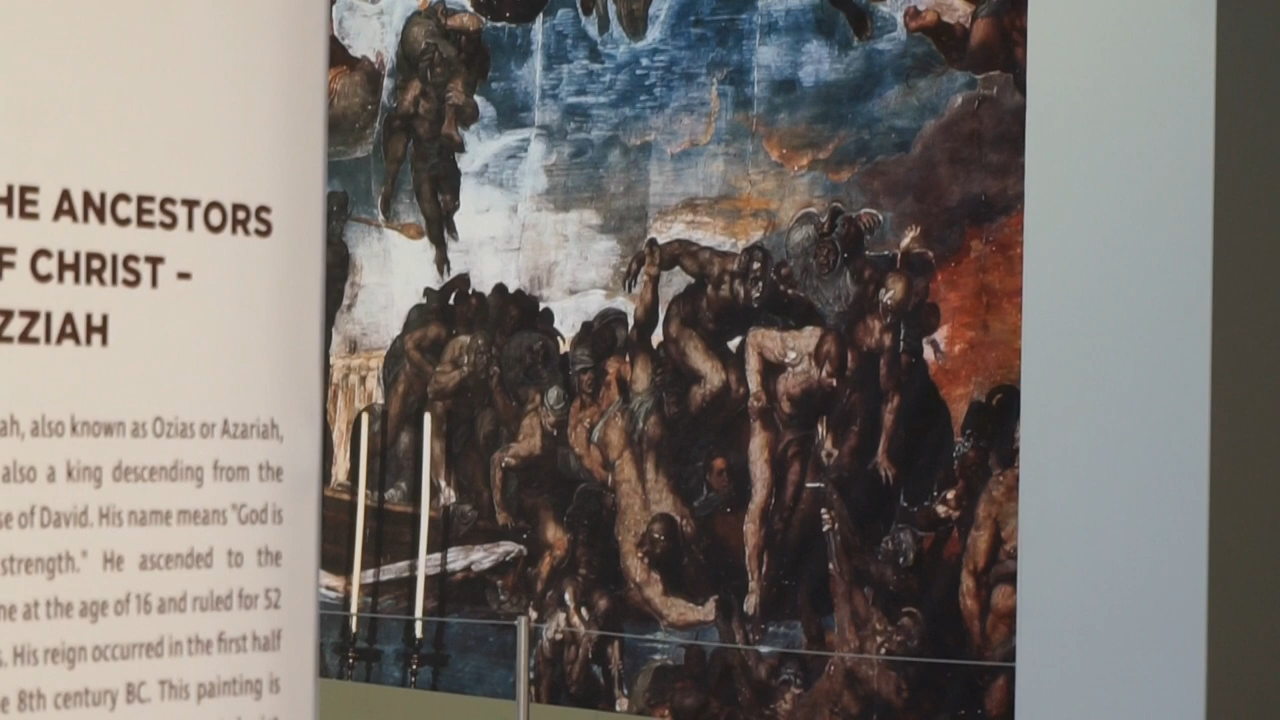 HE ANCESTORS
F CHRIST –
ZZIAH
ah, also known as Ozias or Azariah,
also a king descending from the
se of David. His name means "God is
strength." He ascended to the
ne at the age of 16 and ruled for 52
s. His reign occurred in the first half
e 8th century BC. This painting is